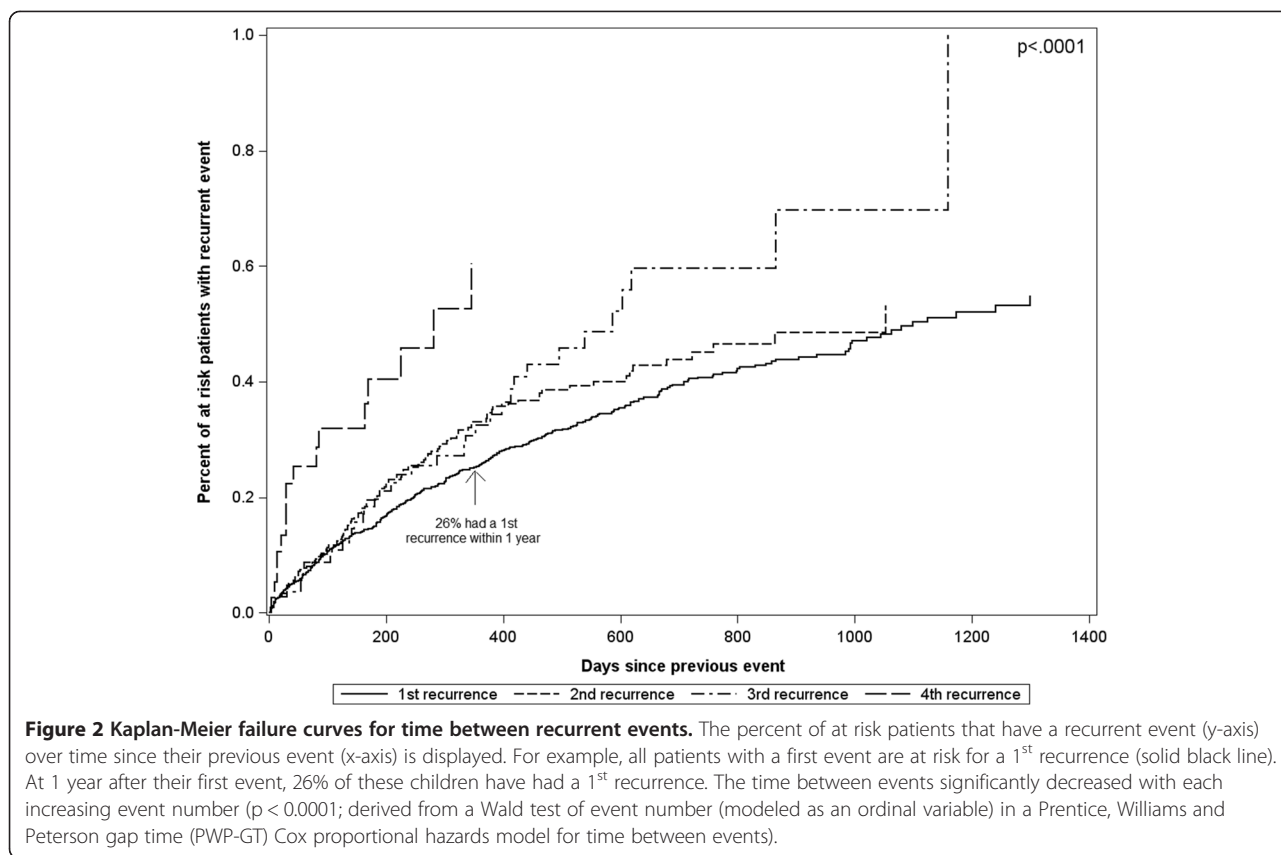 1.0
p<.0001
0.8
0.6
0.4
0.2
0.0
Percent of at risk patients with recurrent event
26% had a 1st
recurrence within 1 year
0 200 400 600 800 1000 1200 1400
Days since previous event
1st recurrence 2nd recurrence 3rd recurrence 4th recurrence
Figure 2 Kaplan-Meier failure curves for time between recurrent events. The percent of at risk patients that have a recurrent event (y-axis)
over time since their previous event (x-axis) is displayed. For example, all patients with a first event are at risk for a 1st recurrence (solid black line).
At 1 year after their first event, 26% of these children have had a 1st recurrence. The time between events significantly decreased with each
increasing event number (p < 0.0001; derived from a Wald test of event number (modeled as an ordinal variable) in a Prentice, Williams and
Peterson gap time (PWP-GT) Cox proportional hazards model for time between events).